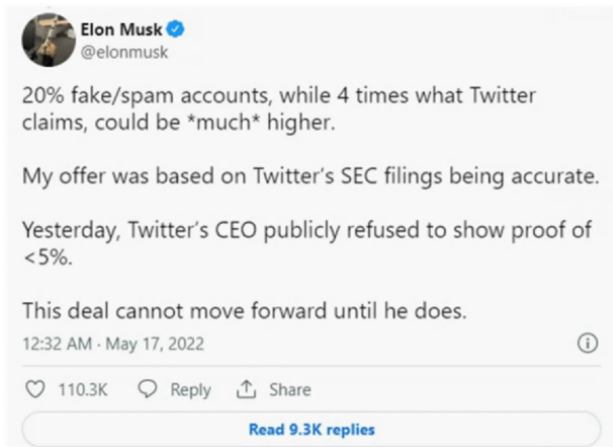 Elon Musk
@elonmusk
20% fake/spam accounts, while 4 times what Twitter
claims, could be *much* higher.
My offer was based on Twitter's SEC filings being accurate.
Yesterday, Twitter's CEO publicly refused to show proof of
<5%.
This deal cannot move forward until he does.
12:32 AM · May 17, 2022
110.3K Reply Share
Read 9.3K replies